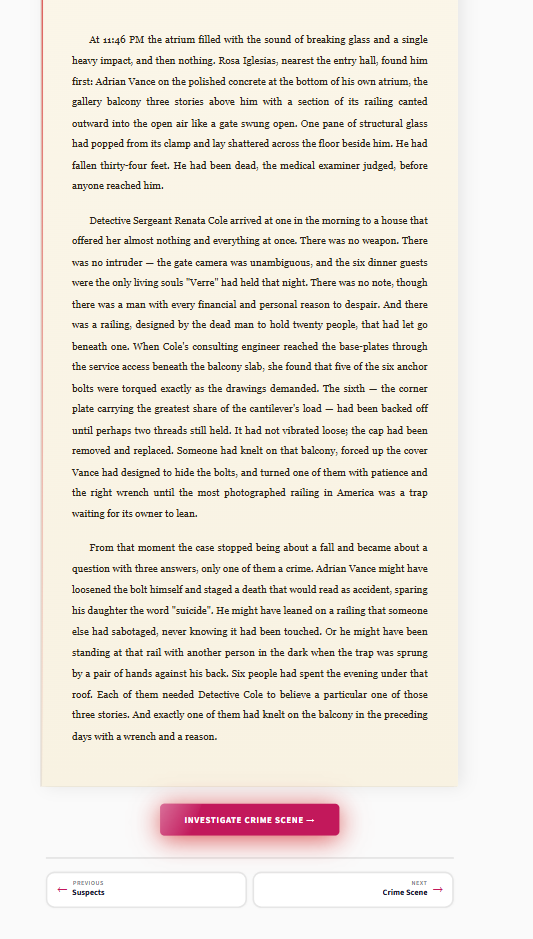 At 11:46 PM the atrium filled with the sound of breaking glass and a single
heavy impact, and then nothing. Rosa Iglesias, nearest the entry hall, found him
first: Adrian Vance on the polished concrete at the bottom of his own atrium, the
gallery balcony three stories above him with a section of its railing canted
outward into the open air like a gate swung open. One pane of structural glass
had popped from its clamp and lay shattered across the floor beside him. He had
fallen thirty-four feet. He had been dead, the medical examiner judged, before
anyone reached him.
Detective Sergeant Renata Cole arrived at one in the morning to a house that
offered her almost nothing and everything at once. There was no weapon. There
was no intruder — the gate camera was unambiguous, and the six dinner guests
were the only living souls "Verre" had held that night. There was no note, though
there was a man with every financial and personal reason to despair. And there
was a railing, designed by the dead man to hold twenty people, that had let go
beneath one. When Cole's consulting engineer reached the base-plates through
the service access beneath the balcony slab, she found that five of the six anchor
bolts were torqued exactly as the drawings demanded. The sixth — the corner
plate carrying the greatest share of the cantilever's load — had been backed off
until perhaps two threads still held. It had not vibrated loose; the cap had been
removed and replaced. Someone had knelt on that balcony, forced up the cover
Vance had designed to hide the bolts, and turned one of them with patience and
the right wrench until the most photographed railing in America was a trap
waiting for its owner to lean.
From that moment the case stopped being about a fall and became about a
question with three answers, only one of them a crime. Adrian Vance might have
loosened the bolt himself and staged a death that would read as accident, sparing
his daughter the word "suicide". He might have leaned on a railing that someone
else had sabotaged, never knowing it had been touched. Or he might have been
standing at that rail with another person in the dark when the trap was sprung
by a pair of hands against his back. Six people had spent the evening under that
roof. Each of them needed Detective Cole to believe a particular one of those
three stories. And exactly one of them had knelt on the balcony in the preceding
days with a wrench and a reason.
INVESTIGATE CRIME SCENE →
← PREVIOUS
Suspects
NEXT →
Crime Scene